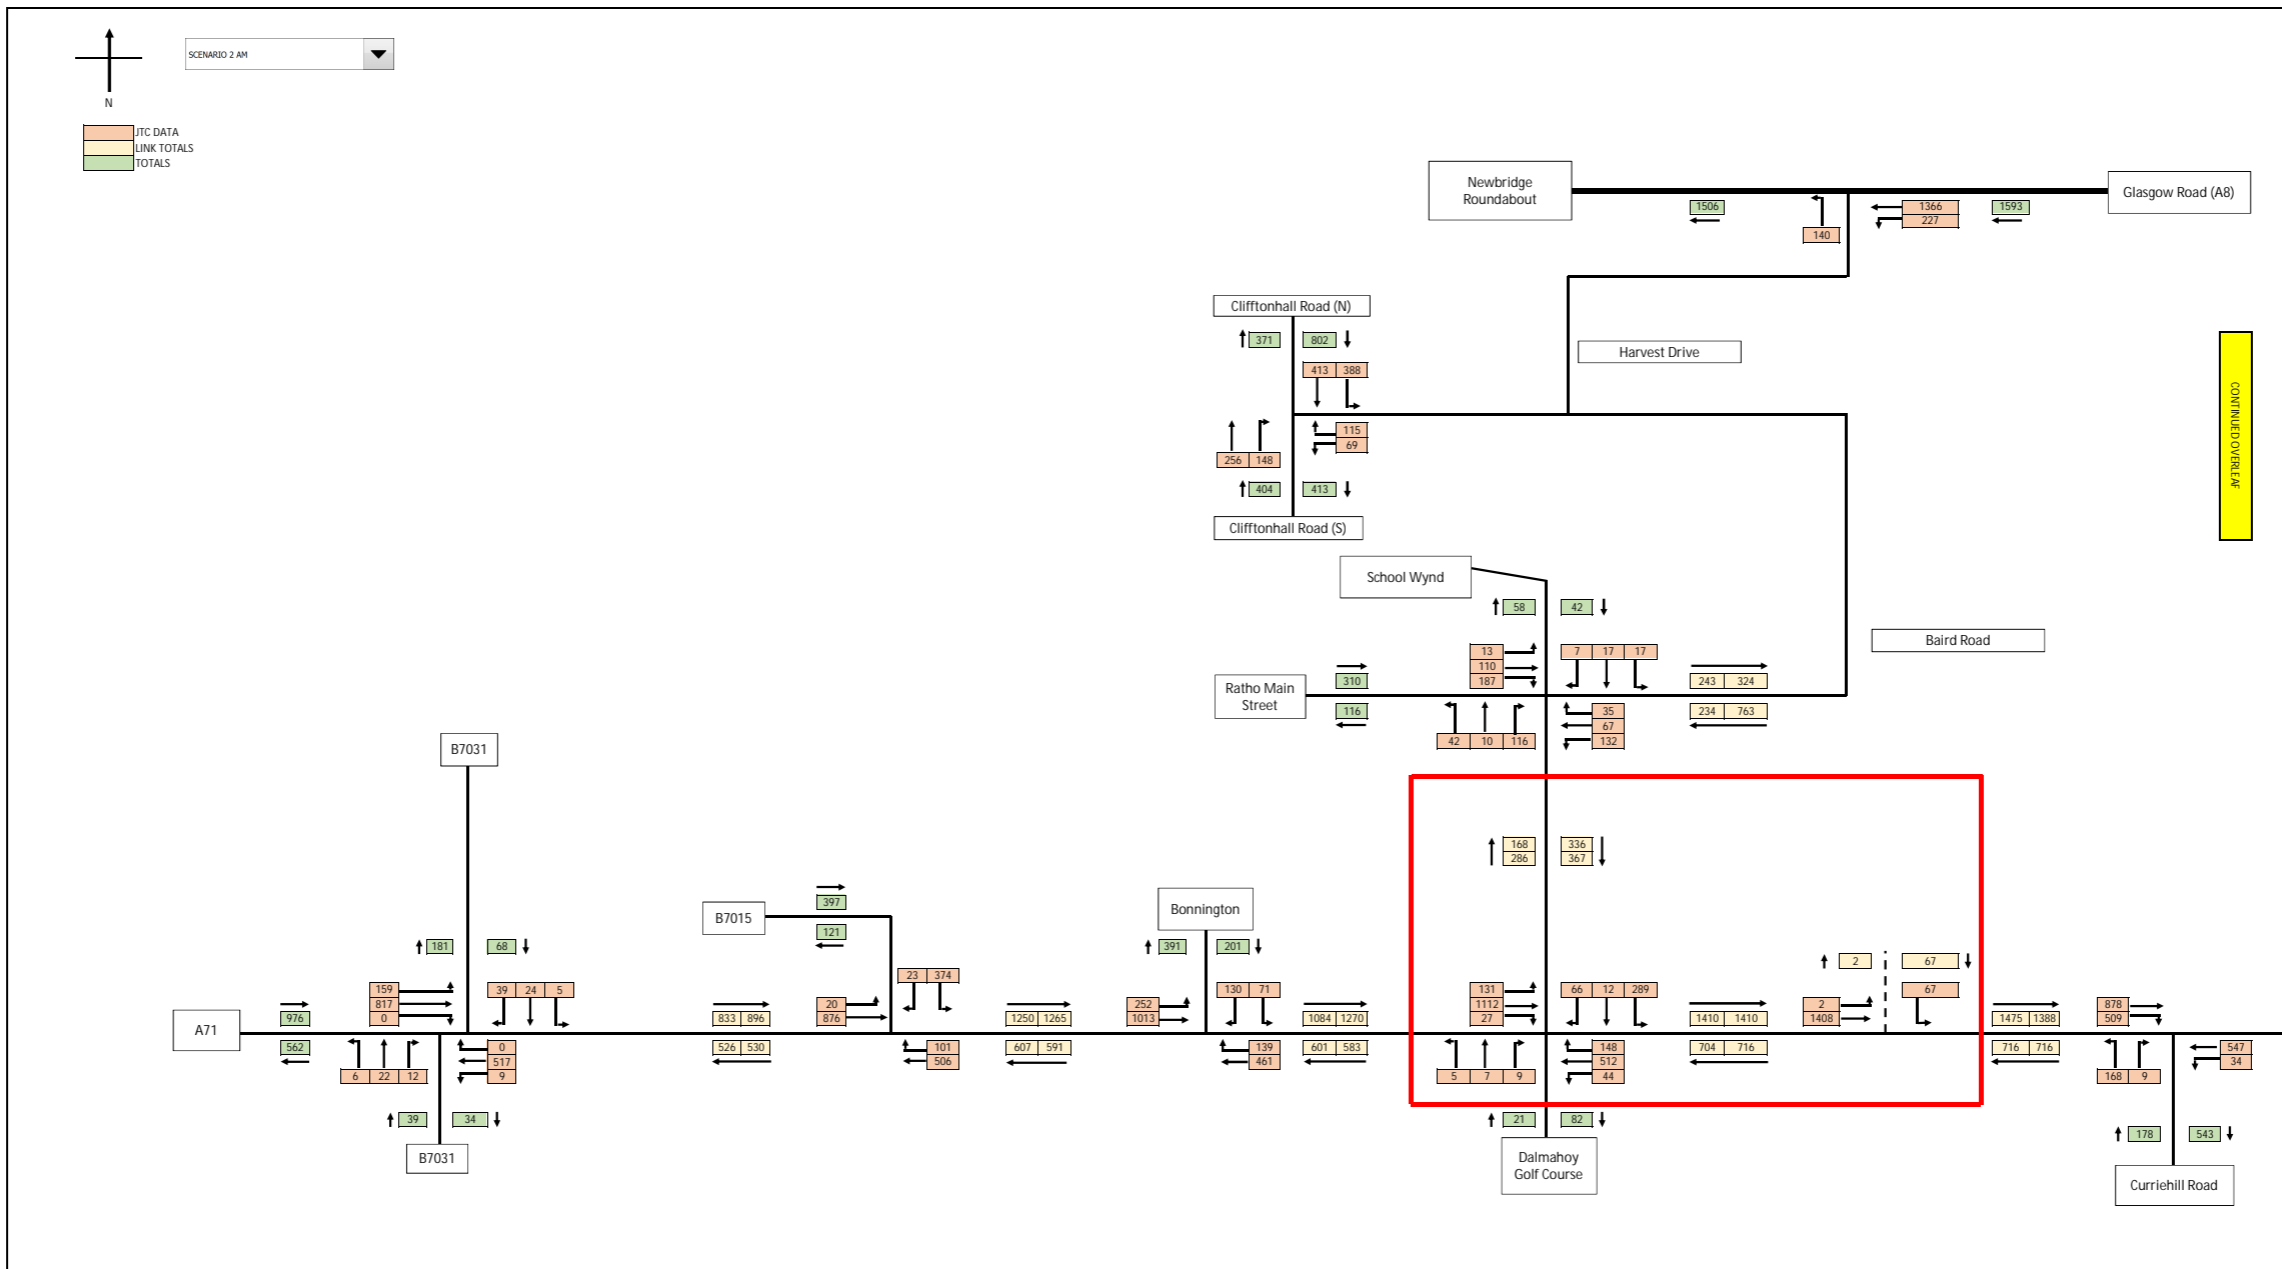 SCENARIO 2 AM
N
JTC DATA
LINK TOTALS
TOTALS
Newbridge
Roundabout
Glasgow Road (A8)
1506
140
1366
227
1593
Clifftonhall Road (N)
371
802
413 388
Harvest Drive
CONTINUED OVERLEAF
115
69
256 148
404
413
Clifftonhall Road (S)
School Wynd
58
42
Baird Road
13
110
187
7 17 17
310
243 324
Ratho Main
Street
116
42 10 116
35
67
132
234 763
B7031
168
286
336
367
B7015
397
121
Bonnington
181
68
391
201
2
67
159
817
0
39 24 5
976
833 896
23 374
20
876
1250 1265
252
1013
130 71
1084 1270
131
1112
27
66 12 289
1410 1410
2
1408
67
1475 1388
878
509
A71
562
6 22 12
0
517
9
526 530
101
506
607 591
139
461
601 583
5 7 9
148
512
44
704 716
716 716
168 9
547
34
39
34
21
82
178
543
B7031
Dalmahoy
Golf Course
Curriehill Road